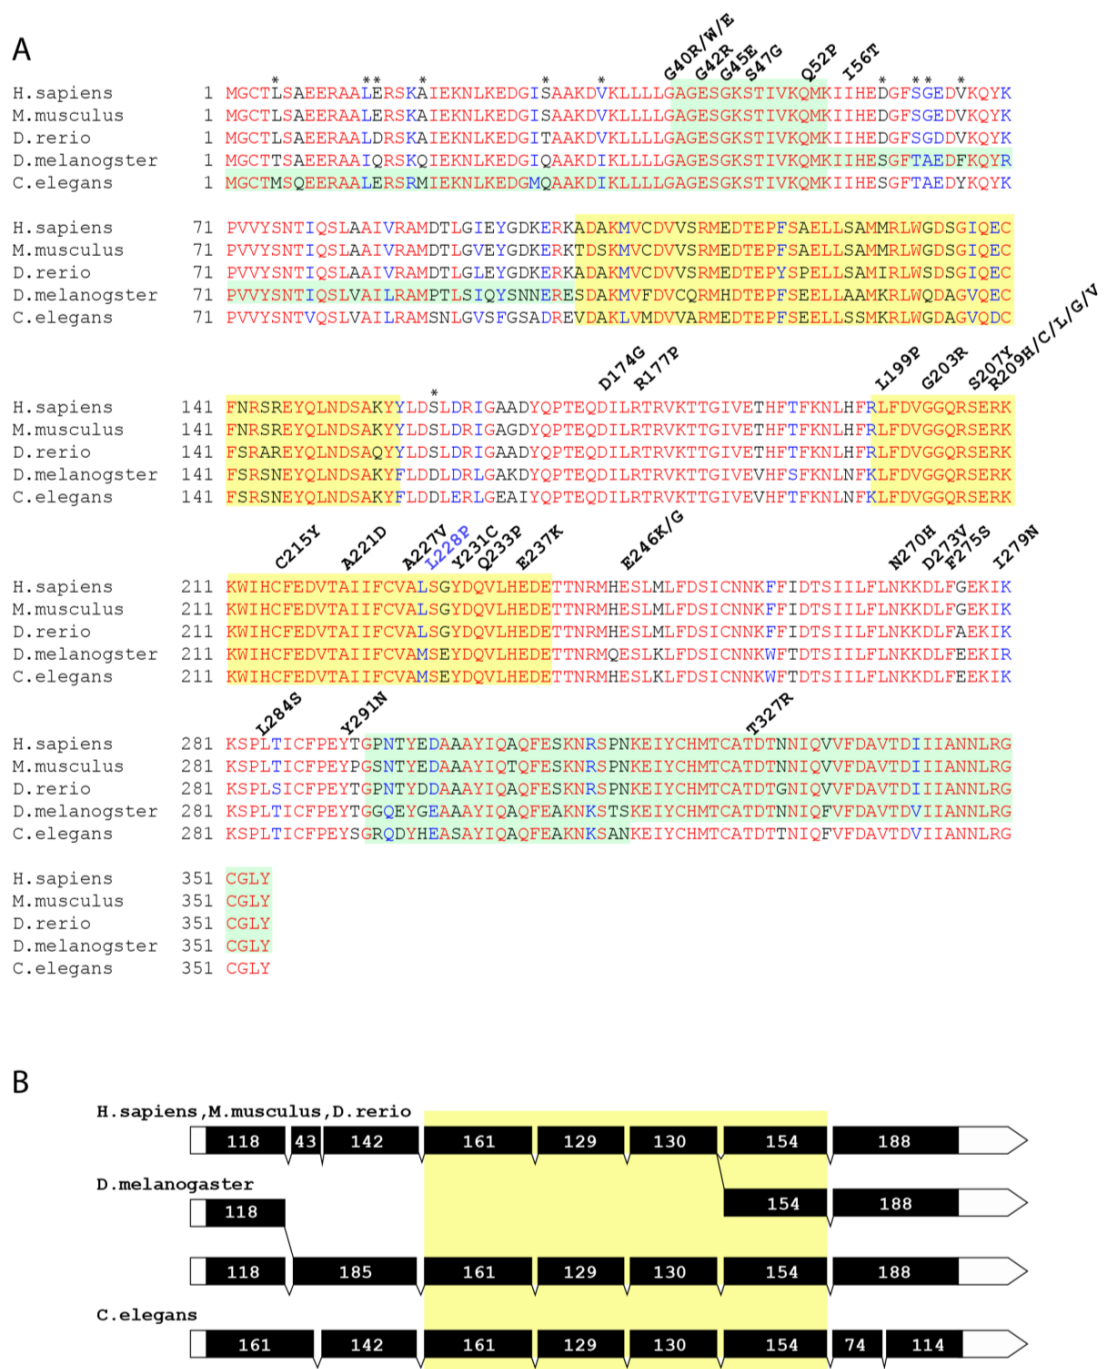 A
G40R/W/E G42R G45E S47G Q52P I56T
* ** * * * * ** *
H.sapiens 1 MGCTLSAEERAALERSKAIEKNLKEDGISAAKDVKLLLLGAGESGKSTIVKQMKIIHEDGFSGEDVKQYK
M.musculus 1 MGCTLSAEERAALERSKAIEKNLKEDGISAAKDVKLLLLGAGESGKSTIVKQMKIIHEDGFSGEDVKQYK
D.rerio 1 MGCTLSAEERAALDRSKAIEKNLKEDGITAAKDVKLLLLGAGESGKSTIVKQMKIIHEDGFSGDDVKQYK
D.melanogster 1 MGCTTSAEERAAIQRSKQIEKNLKEDGIQAAKDIKLLLLGAGESGKSTIVKQMKIIHESGFTAEDFKQYR
C.elegans 1 MGCTMSQEERAALERSRMIEKNLKEDGMQAAKDIKLLLLGAGESGKSTIVKQMKIIHESGFTAEDYKQYK
H.sapiens 71 PVVYSNTIQSLAAIVRAMDTLGIEYGDKERKADAKMVCDVVSRMEDTEPFSAELLSAMMRLWGDSGIQEC
M.musculus 71 PVVYSNTIQSLAAIVRAMDTLGVEYGDKERKTDSKMVCDVVSRMEDTEPFSAELLSAMMRLWGDSGIQEC
D.rerio 71 PVVYSNTIQSLAAIVRAMDTLGLEYGDKERKADAKMVCDVVSRMEDTEPYSPELLSAMIRLWSDSGIQEC
D.melanogster 71 PVVYSNTIQSLVAILRAMPTLSIQYSNNERESDAKMVFDVCQRMHDTEPFSEELLAAMKRLWQDAGVQEC
C.elegans 71 PVVYSNTVQSLVAILRAMSNLGVSFGSADREVDAKLVMDVVARMEDTEPFSEELLSSMKRLWGDAGVQDC
D174G R177P L199P G203R S207Y R209H/C/L/G/V
*
H.sapiens 141 FNRSREYQLNDSAKYYLDSLDRIGAADYQPTEQDILRTRVKTTGIVETHFTFKNLHFRLFDVGGQRSERK
M.musculus 141 FNRSREYQLNDSAKYYLDSLDRIGAGDYQPTEQDILRTRVKTTGIVETHFTFKNLHFRLFDVGGQRSERK
D.rerio 141 FSRAREYQLNDSAQYYLDSLDRIGAADYQPTEQDILRTRVKTTGIVETHFTFKNLHFRLFDVGGQRSERK
D.melanogster 141 FSRSNEYQLNDSAKYFLDDLDRLGAKDYQPTEQDILRTRVKTTGIVEVHFSFKNLNFKLFDVGGQRSERK
C.elegans 141 FSRSNEYQLNDSAKYFLDDLERLGEAIYQPTEQDILRTRVKTTGIVEVHFTFKNLNFKLFDVGGQRSERK
C215Y A221D A227V L228P Y231C Q233P E237K E246K/G N270H D273V F275S I279N
H.sapiens 211 KWIHCFEDVTAIIFCVALSGYDQVLHEDETTNRMHESLMLFDSICNNKFFIDTSIILFLNKKDLFGEKIK
M.musculus 211 KWIHCFEDVTAIIFCVALSGYDQVLHEDETTNRMHESLMLFDSICNNKFFIDTSIILFLNKKDLFGEKIK
D.rerio 211 KWIHCFEDVTAIIFCVALSGYDQVLHEDETTNRMHESLMLFDSICNNKFFIDTSIILFLNKKDLFAEKIK
D.melanogster 211 KWIHCFEDVTAIIFCVAMSEYDQVLHEDETTNRMQESLKLFDSICNNKWFTDTSIILFLNKKDLFEEKIR
C.elegans 211 KWIHCFEDVTAIIFCVAMSEYDQVLHEDETTNRMHESLKLFDSICNNKWFTDTSIILFLNKKDLFEEKIK
L284S Y291N T327R
H.sapiens 281 KSPLTICFPEYTGPNTYEDAAAYIQAQFESKNRSPNKEIYCHMTCATDTNNIQVVFDAVTDIIIANNLRG
M.musculus 281 KSPLTICFPEYPGSNTYEDAAAYIQTQFESKNRSPNKEIYCHMTCATDTNNIQVVFDAVTDIIIANNLRG
D.rerio 281 KSPLSICFPEYTGPNTYDDAAAYIQAQFESKNRSPNKEIYCHMTCATDTGNIQVVFDAVTDIIIANNLRG
D.melanogster 281 KSPLTICFPEYTGGQEYGEAAAYIQAQFEAKNKSTSKEIYCHMTCATDTNNIQFVFDAVTDVIIANNLRG
C.elegans 281 KSPLTICFPEYSGRQDYHEASAYIQAQFEAKNKSANKEIYCHMTCATDTTNIQFVFDAVTDVIIANNLRG
H.sapiens 351 CGLY
M.musculus 351 CGLY
D.rerio 351 CGLY
D.melanogster 351 CGLY
C.elegans 351 CGLY
B
H.sapiens,M.musculus,D.rerio
118 43 142 161 129 130 154 188
D.melanogaster
118 154 188
118 185 161 129 130 154 188
C.elegans
161 142 161 129 130 154 74 114